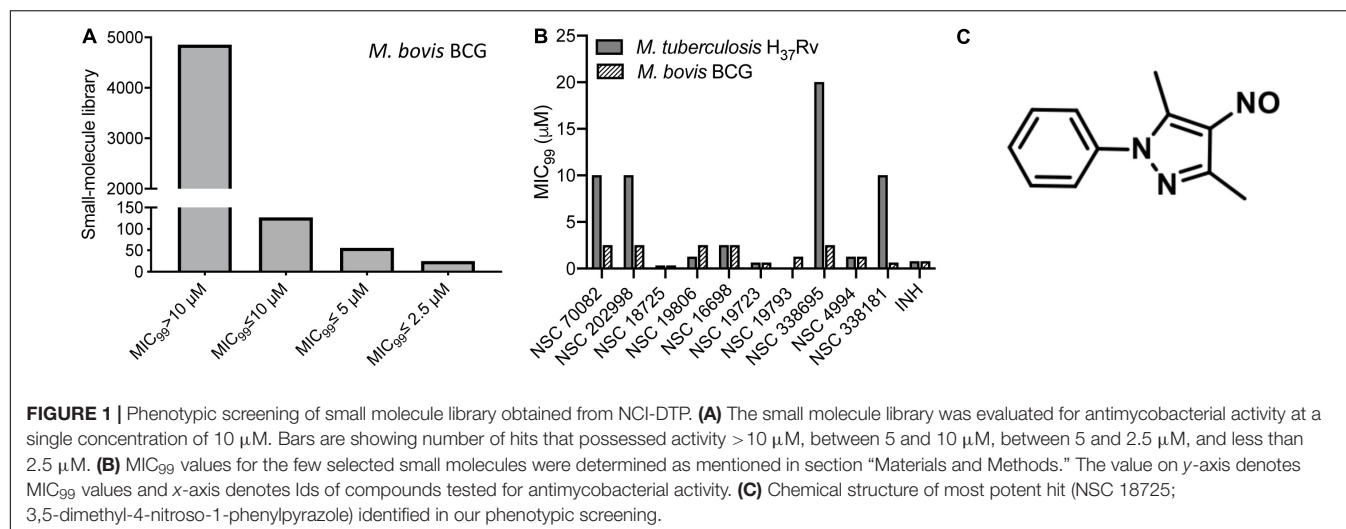 A
5000
4000
3000
2000
150
100
50
0
Small-molecule library
M. bovis BCG
MIC99>10 µM
MIC99≤10 µM
MIC99≤ 5 µM
MIC99≤ 2.5 µM
B
25
20
15
10
5
0
MIC99 (µM)
M. tuberculosis H37Rv
M. bovis BCG
NSC 70082
NSC 202998
NSC 18725
NSC 19806
NSC 16698
NSC 19723
NSC 19793
NSC 338695
NSC 4994
NSC 338181
INH
C
NO
N
N
FIGURE 1 | Phenotypic screening of small molecule library obtained from NCI-DTP. (A) The small molecule library was evaluated for antimycobacterial activity at a
single concentration of 10 µM. Bars are showing number of hits that possessed activity >10 µM, between 5 and 10 µM, between 5 and 2.5 µM, and less than
2.5 µM. (B) MIC99 values for the few selected small molecules were determined as mentioned in section “Materials and Methods.” The value on y-axis denotes
MIC99 values and x-axis denotes Ids of compounds tested for antimycobacterial activity. (C) Chemical structure of most potent hit (NSC 18725;
3,5-dimethyl-4-nitroso-1-phenylpyrazole) identified in our phenotypic screening.